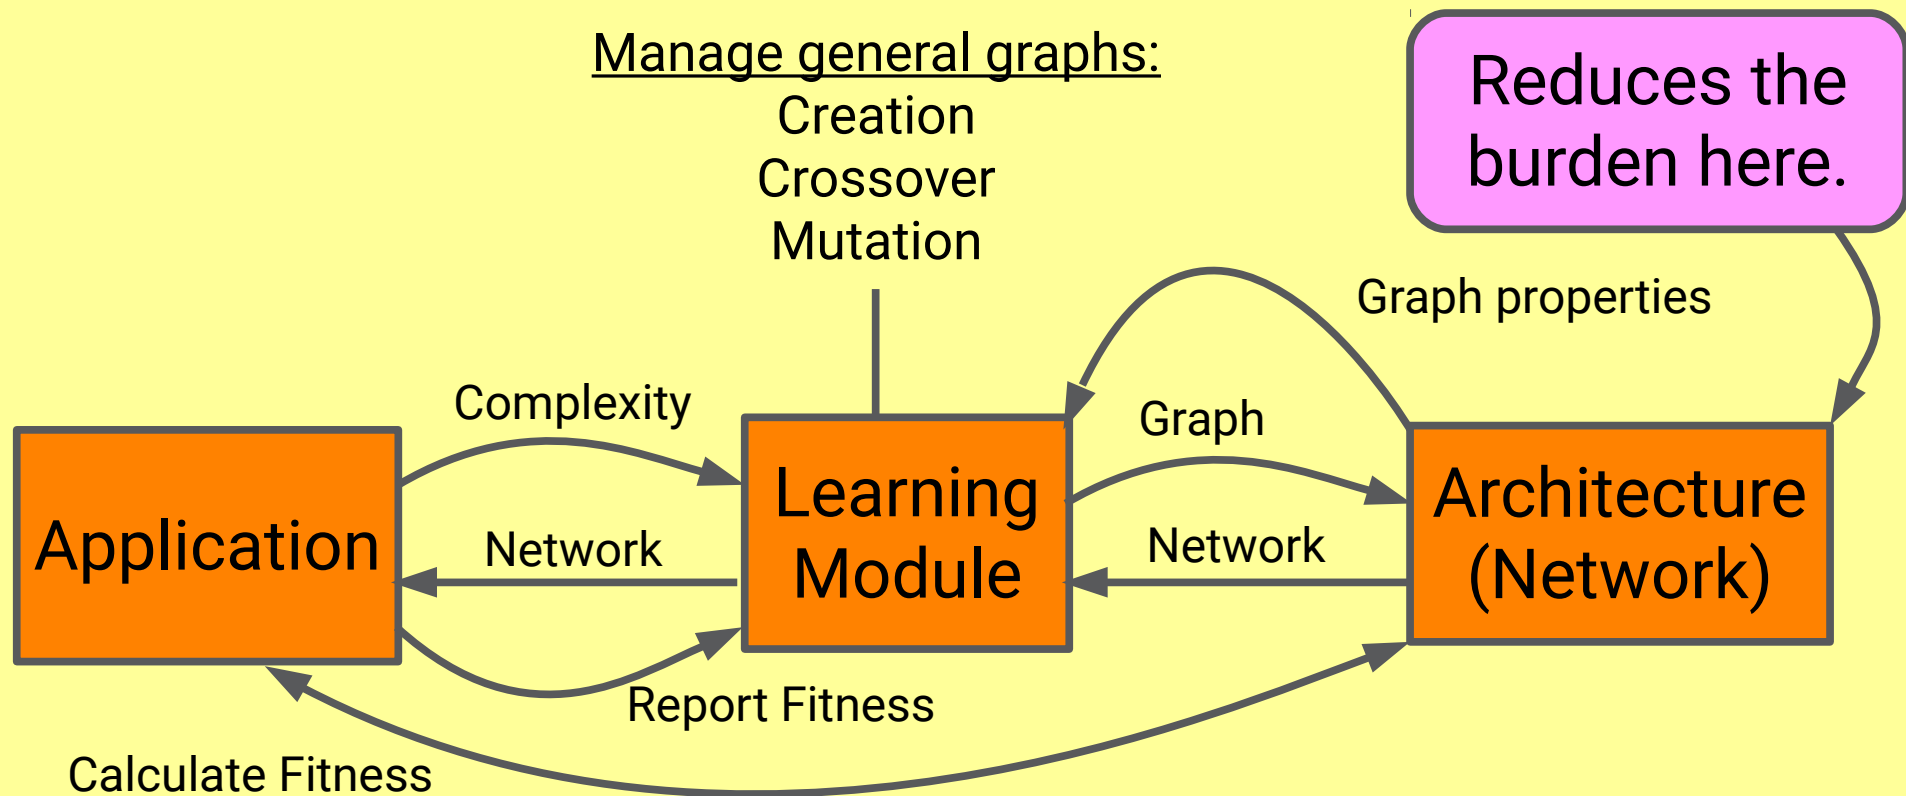 Manage general graphs:
Creation
Crossover
Mutation
Reduces the
burden here.
Graph properties
Complexity
Graph
Application
Learning
Module
Architecture
(Network)
Network
Network
Report Fitness
Calculate Fitness